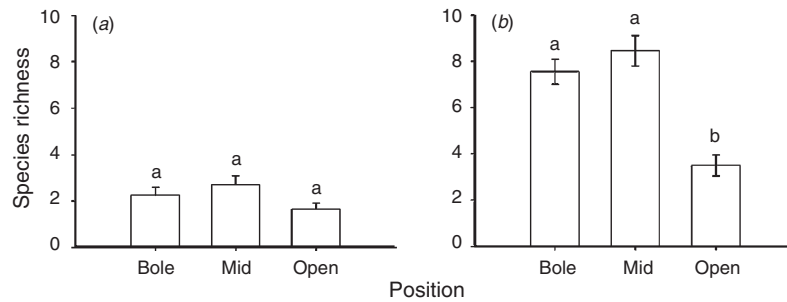 (a)
10
8
6
4
2
0
Species richness
a a a
Bole Mid Open
(b)
10
8
6
4
2
0
a a b
Bole Mid Open
Position